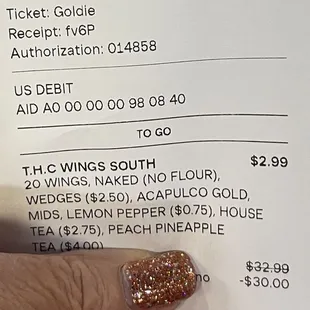 Ticket: Goldie
Receipt: fv6P
Authorization: 014858
US DEBIT
AID A0 00 00 00 98 08 40
TO GO
T.H.C WINGS SOUTH $2.99
20 WINGS, NAKED (NO FLOUR),
WEDGES ($2.50), ACAPULCO GOLD,
MIDS, LEMON PEPPER ($0.75), HOUSE
TEA ($2.75), PEACH PINEAPPLE
TEA ($4.00)
$32.99
-$30.00